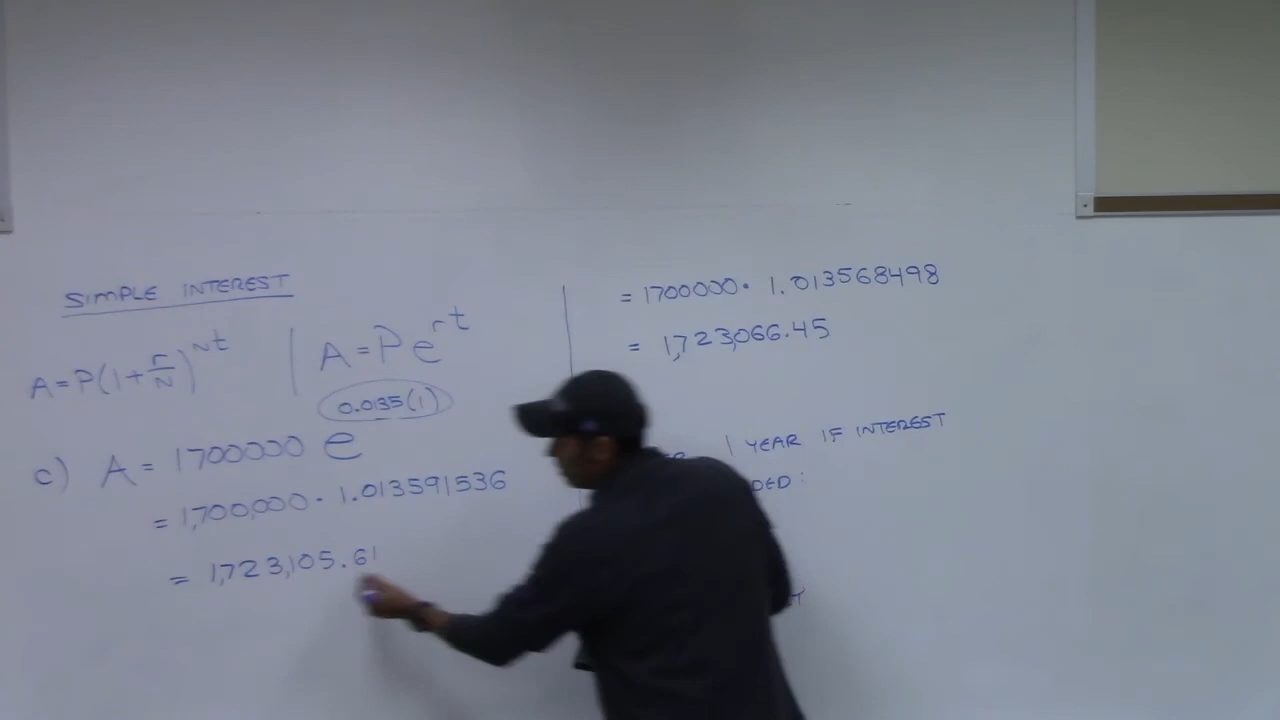 SIMPLE INTEREST
A=P(1+r/N)^Nt | A=Pe^rt
0.0135(1)
c) A = 1700000 e
= 1,700,000 · 1.013591536
= 1,723,105.61
= 1700000 · 1.013568498
= 1,723,066.45
1 YEAR IF INTEREST